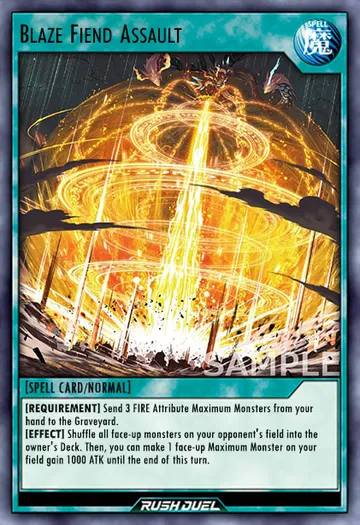 Blaze Fiend Assault
SPELL
魔
SAMPLE
[SPELL CARD/NORMAL]
[REQUIREMENT] Send 3 FIRE Attribute Maximum Monsters from your
hand to the Graveyard.
[EFFECT] Shuffle all face-up monsters on your opponent's field into the
owner's Deck. Then, you can make 1 face-up Maximum Monster on your
field gain 1000 ATK until the end of this turn.
RUSH DUEL